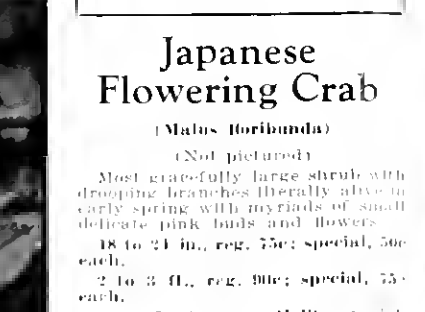 Japanese
Flowering Crab
(Malus floribunda)
(Not pictured)
Most gracefully large shrub with
drooping branches literally alive in
early spring with myriads of small
delicate pink buds and flowers
18 to 24 in., reg. 75c; special, 50c
each.
2 to 3 ft., reg. 90c; special, 75c
each.